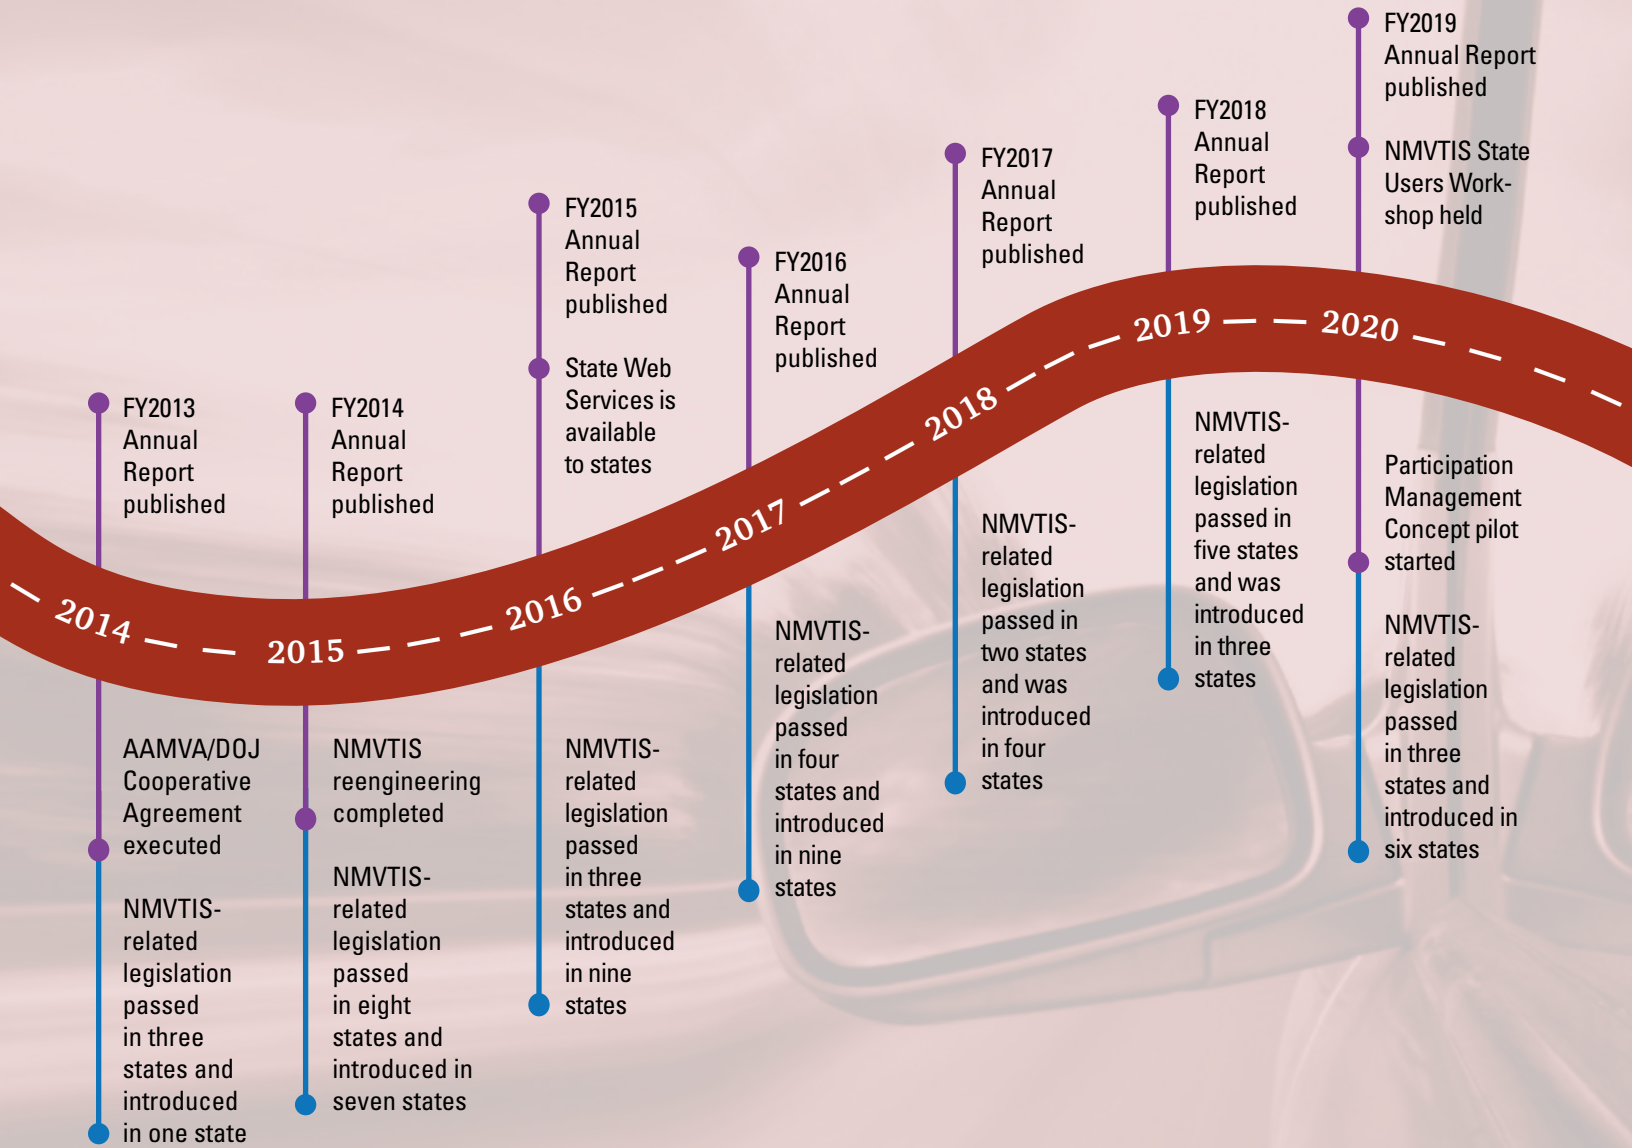 FY2013
Annual
Report
published
2014
AAMVA/DOJ
Cooperative
Agreement
executed
NMVTIS-
related
legislation
passed
in three
states and
introduced
in one state
FY2014
Annual
Report
published
2015
NMVTIS
reengineering
completed
NMVTIS-
related
legislation
passed
in eight
states and
introduced in
seven states
FY2015
Annual
Report
published
State Web
Services is
available
to states
2016
NMVTIS-
related
legislation
passed
in three
states and
introduced
in nine
states
FY2016
Annual
Report
published
2017
NMVTIS-
related
legislation
passed
in four
states and
introduced
in nine
states
FY2017
Annual
Report
published
2018
NMVTIS-
related
legislation
passed in
two states
and was
introduced
in four
states
FY2018
Annual
Report
published
2019
NMVTIS-
related
legislation
passed in
five states
and was
introduced
in three
states
FY2019
Annual Report
published
NMVTIS State
Users Work-
shop held
2020
Participation
Management
Concept pilot
started
NMVTIS-
related
legislation
passed
in three
states and
introduced in
six states